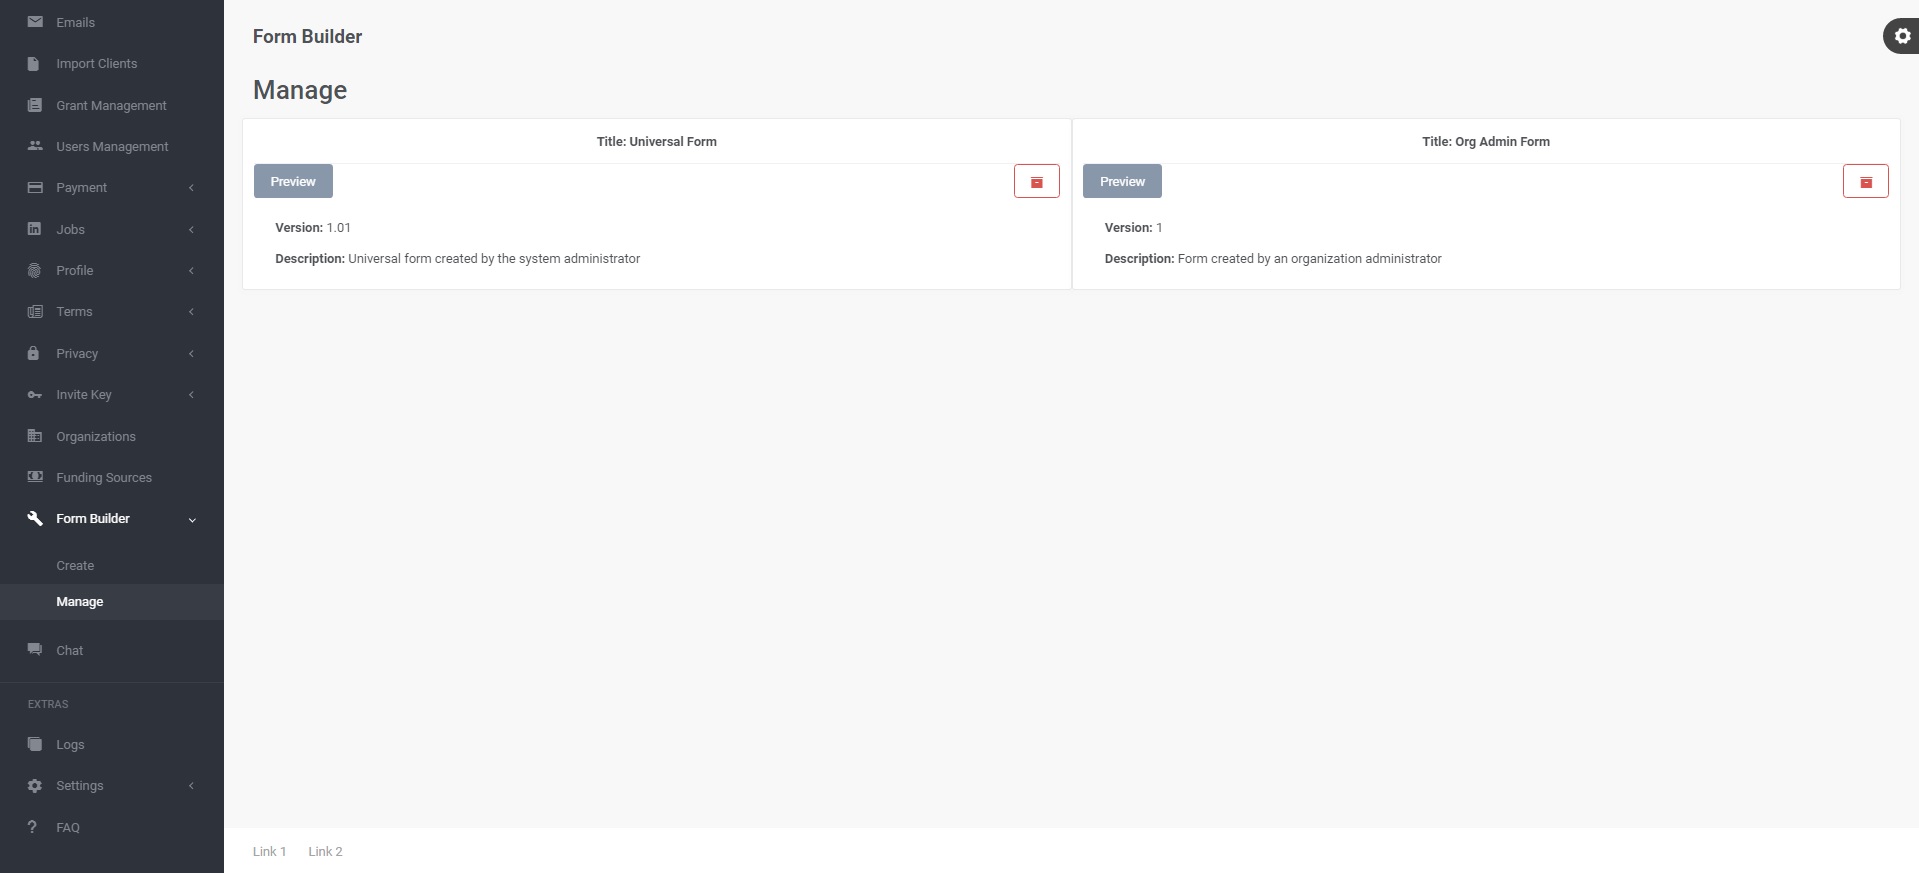 Emails
Import Clients
Grant Management
Users Management
Payment
Jobs
Profile
Terms
Privacy
Invite Key
Organizations
Funding Sources
Form Builder
Create
Manage
Chat
EXTRAS
Logs
Settings
FAQ
Form Builder
Manage
Title: Universal Form
Preview
Version: 1.01
Description: Universal form created by the system administrator
Title: Org Admin Form
Preview
Version: 1
Description: Form created by an organization administrator
Link 1 Link 2